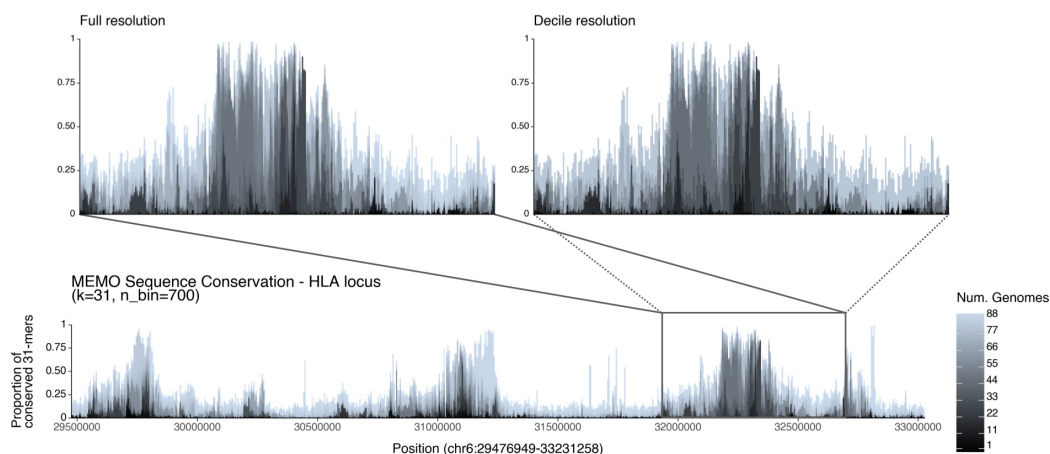 Full resolution
Decile resolution
1
0.75
0.50
0.25
0
1
0.75
0.50
0.25
0
MEMO Sequence Conservation - HLA locus
(k=31, n_bin=700)
Proportion of
conserved 31-mers
1
0.75
0.50
0.25
0
29500000 30000000 30500000 31000000 31500000 32000000 32500000 33000000
Position (chr6:29476949-33231258)
Num. Genomes
88
77
66
55
44
33
22
11
1